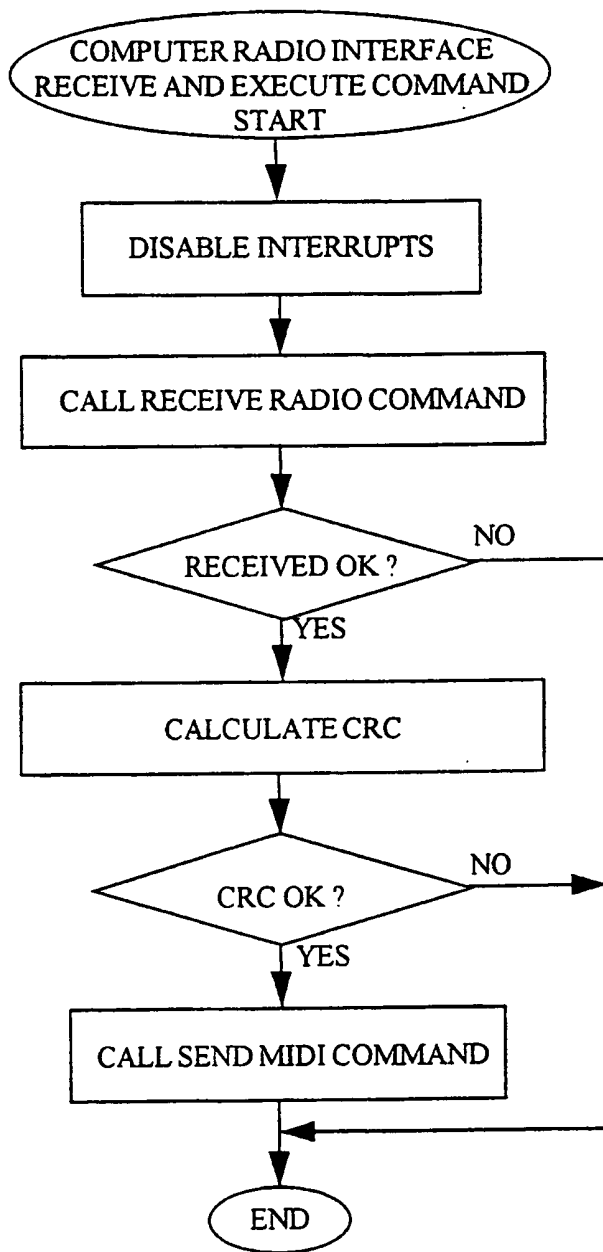 COMPUTER RADIO INTERFACE
RECEIVE AND EXECUTE COMMAND
START
DISABLE INTERRUPTS
CALL RECEIVE RADIO COMMAND
RECEIVED OK ?
NO
YES
CALCULATE CRC
CRC OK ?
NO
YES
CALL SEND MIDI COMMAND
END